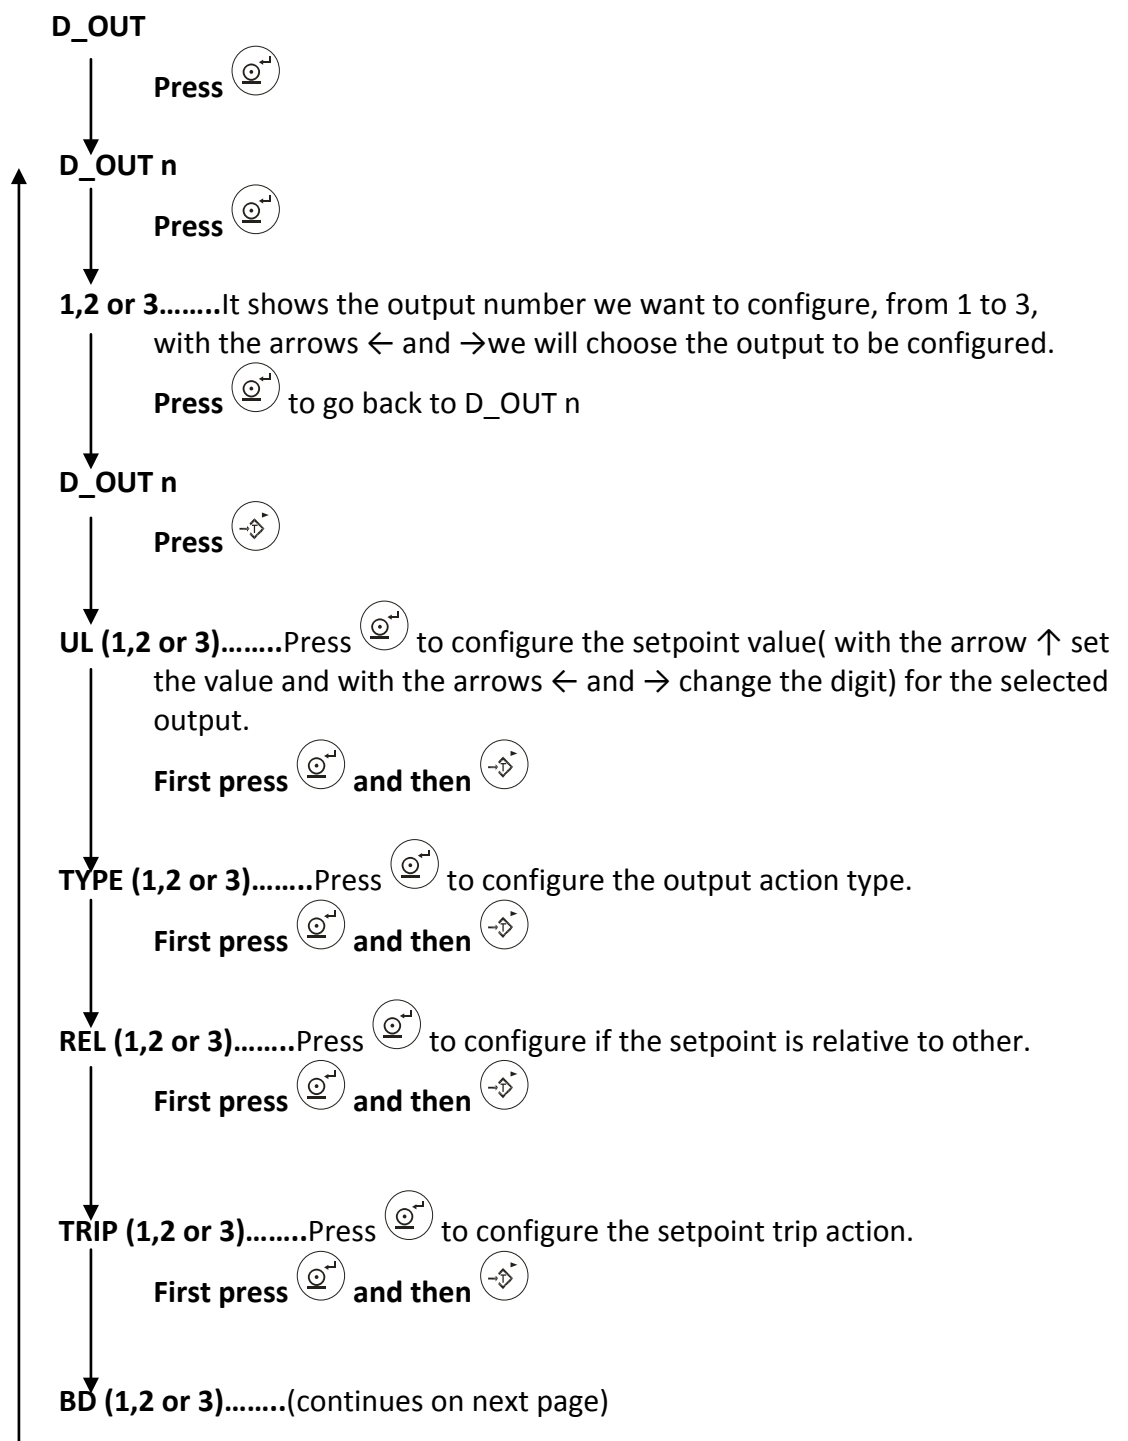 D_OUT
Press
D_OUT n
Press
1,2 or 3……..It shows the output number we want to configure, from 1 to 3,
with the arrows ← and →we will choose the output to be configured.
Press to go back to D_OUT n
D_OUT n
Press
UL (1,2 or 3)……..Press to configure the setpoint value( with the arrow ↑ set
the value and with the arrows ← and → change the digit) for the selected
output.
First press and then
TYPE (1,2 or 3)……..Press to configure the output action type.
First press and then
REL (1,2 or 3)……..Press to configure if the setpoint is relative to other.
First press and then
TRIP (1,2 or 3)……..Press to configure the setpoint trip action.
First press and then
BD (1,2 or 3)……..(continues on next page)